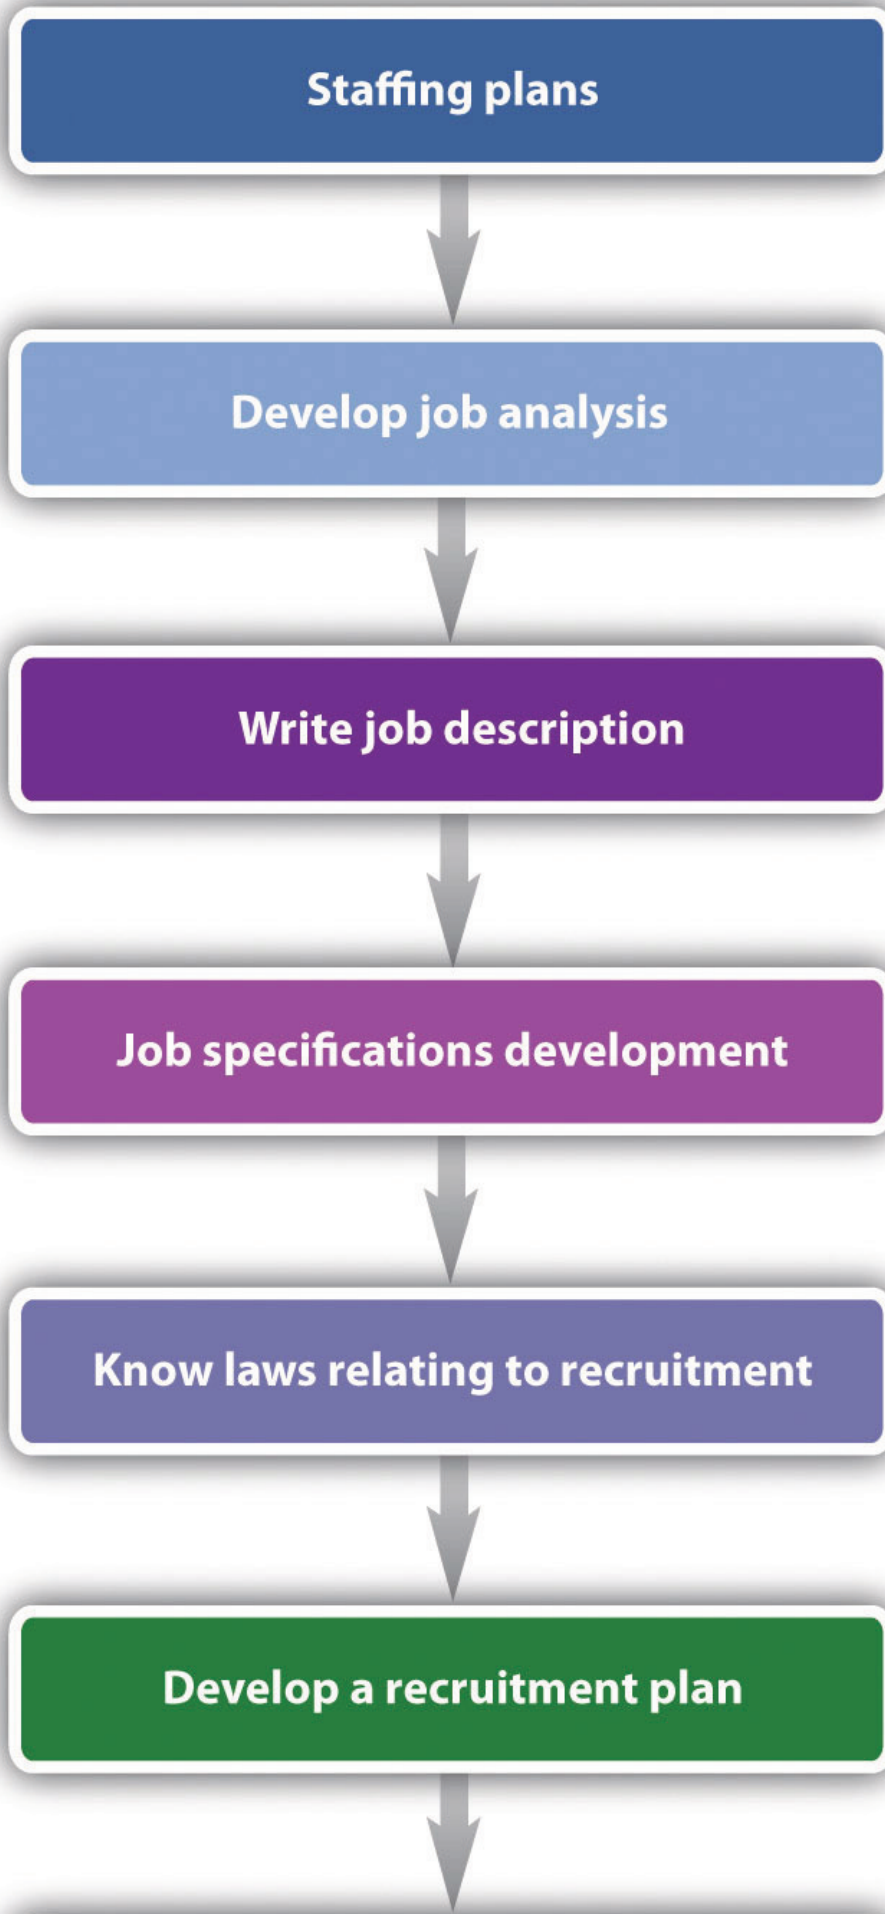 Staffing plans
Develop job analysis
Write job description
Job specifications development
Know laws relating to recruitment
Develop a recruitment plan